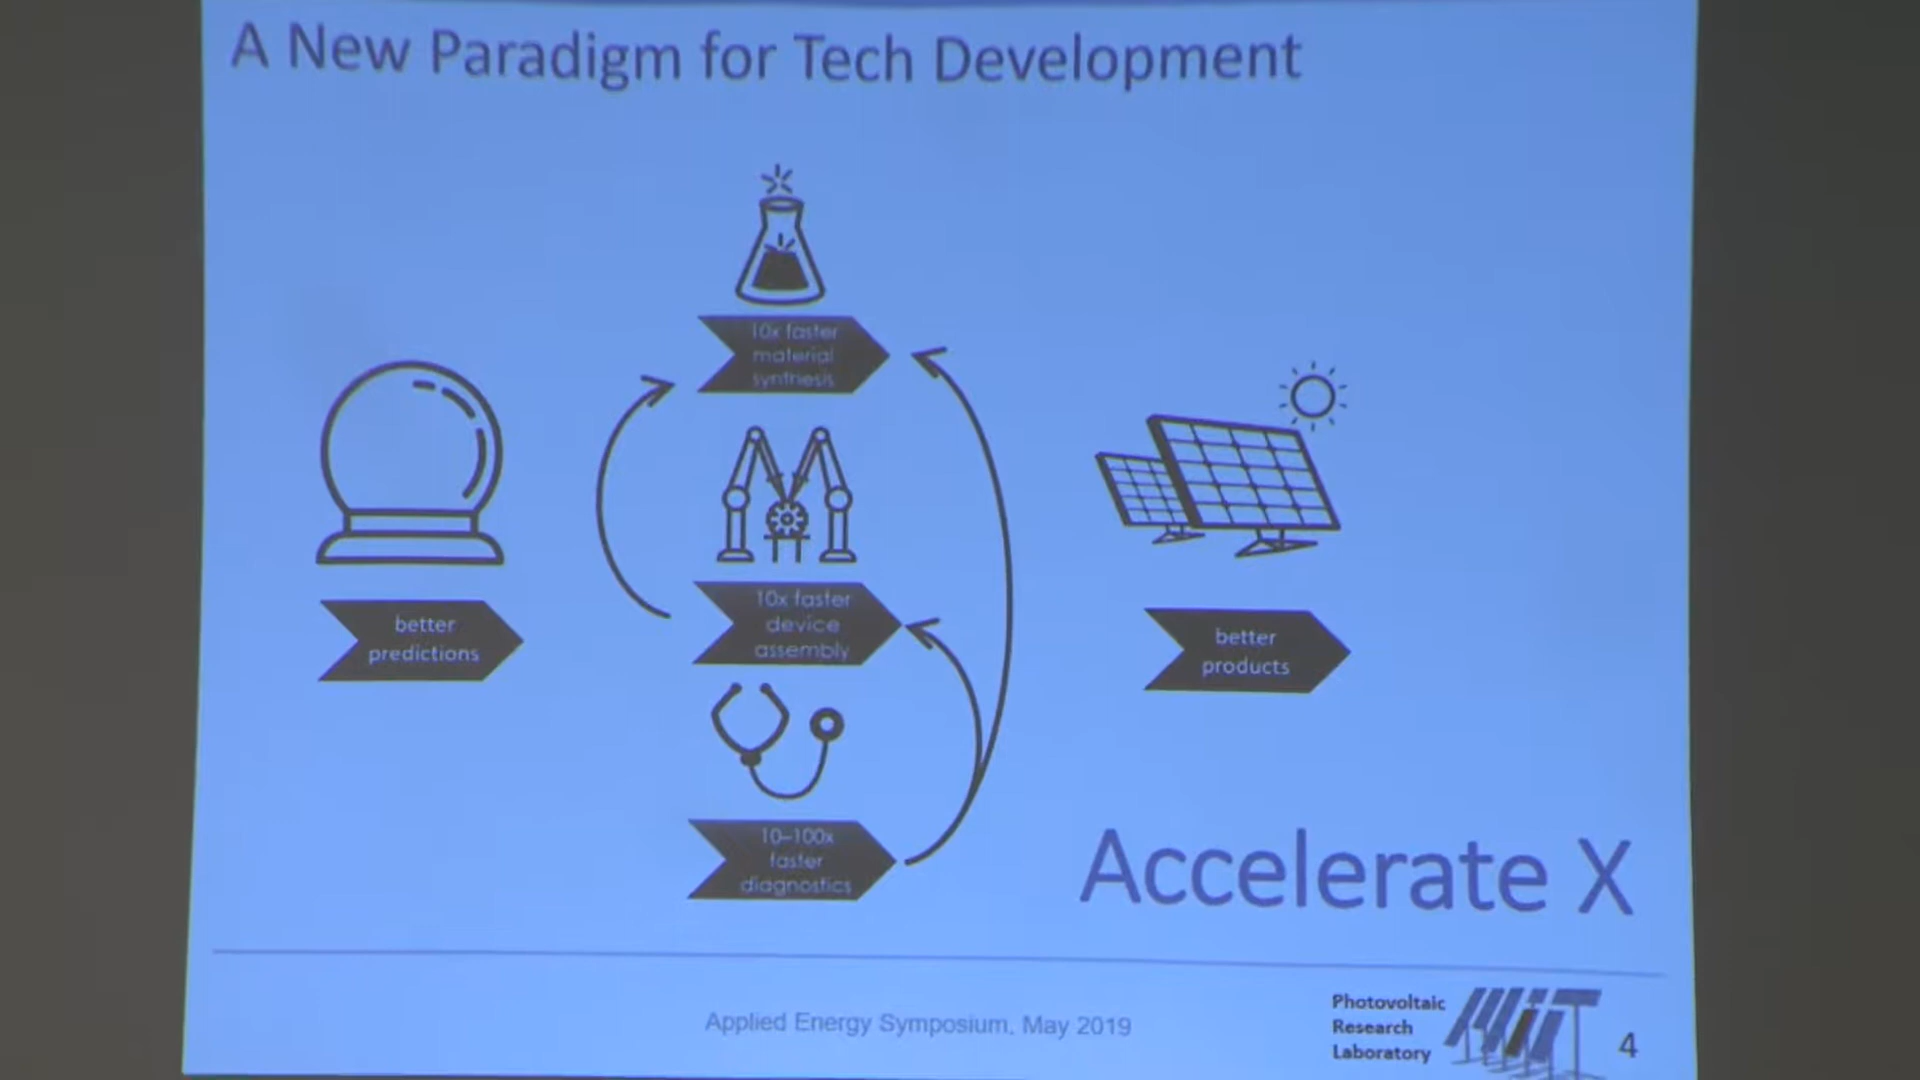 A New Paradigm for Tech Development
10x faster
material
synthesis
better
predictions
10x faster
device
assembly
better
products
10–100x
faster
diagnostics
Accelerate X
Applied Energy Symposium, May 2019
Photovoltaic
Research
Laboratory
MIT
4